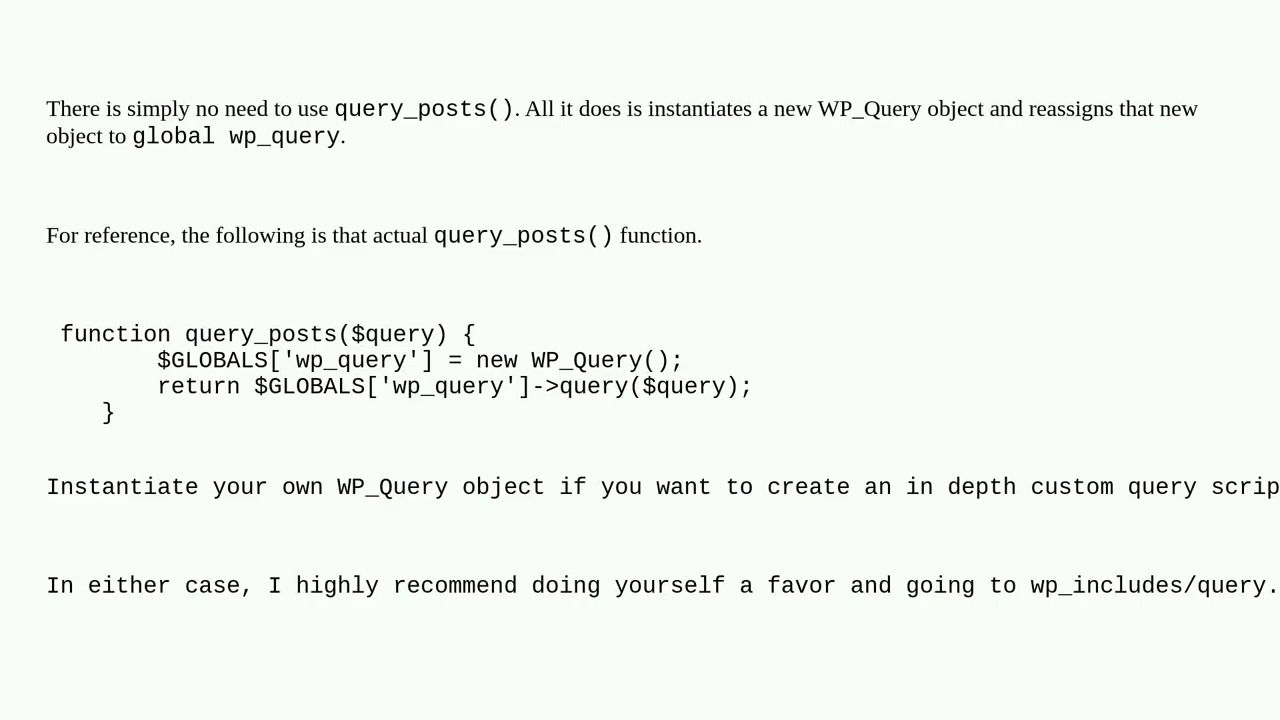 There is simply no need to use query_posts(). All it does is instantiates a new WP_Query object and reassigns that new
object to global wp_query.
For reference, the following is that actual query_posts() function.
function query_posts($query) {
$GLOBALS['wp_query'] = new WP_Query();
return $GLOBALS['wp_query']->query($query);
}
Instantiate your own WP_Query object if you want to create an in depth custom query scrip
In either case, I highly recommend doing yourself a favor and going to wp_includes/query.